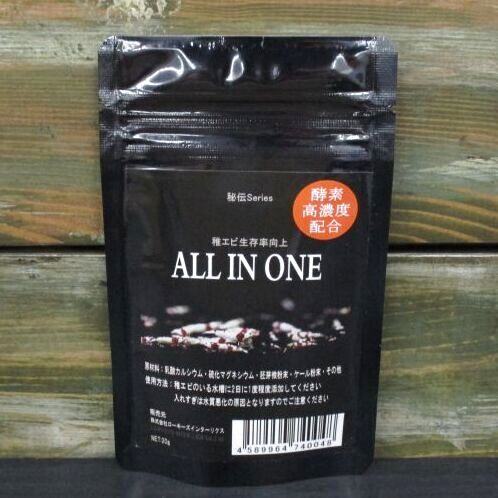 秘伝Series
酵素
高濃度
配合
稚エビ生存率向上
ALL IN ONE
原材料：乳酸カルシウム・硫化マグネシウム・胚芽検粉末・ケール粉末・その他
使用方法：稚エビのいる水槽に2日に1度程度添加してください
入れすぎは水質悪化の原因となりますのでご注意ください
販売元
株式会社ローキーズインターリクス
NET:20g
4589964740048